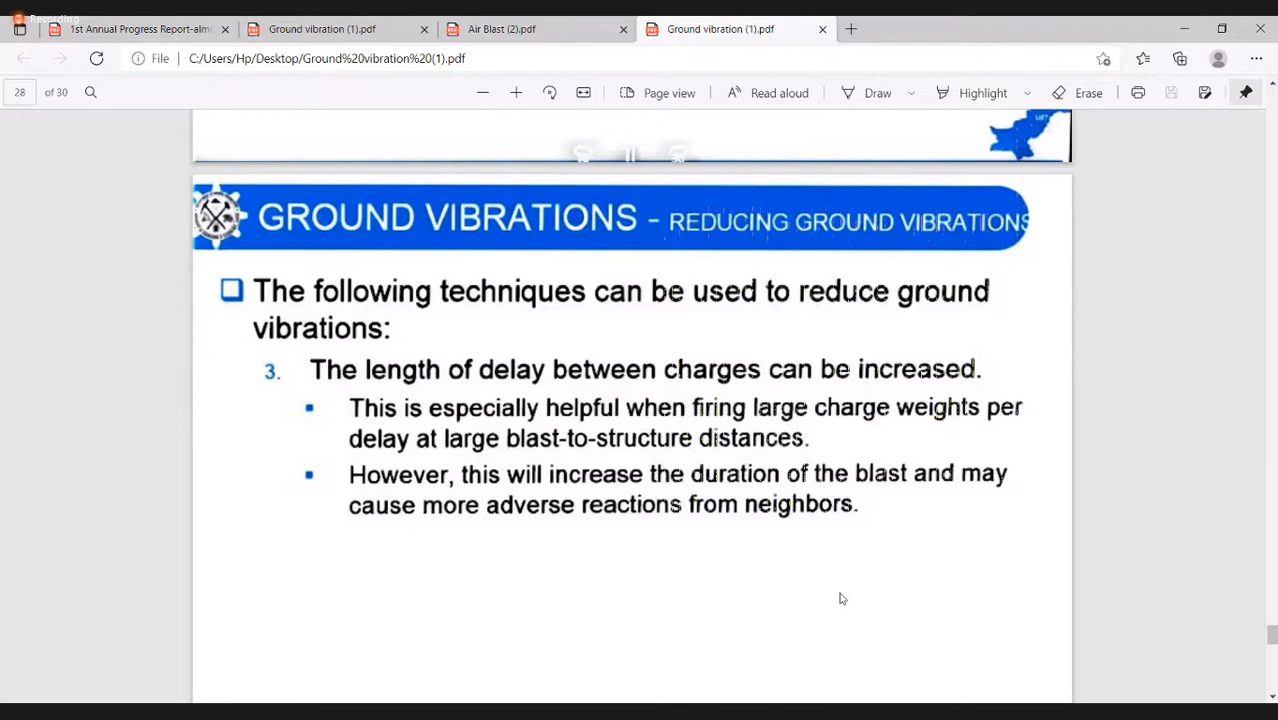 Recording
1st Annual Progress Report-alm
Ground vibration (1).pdf
Air Blast (2).pdf
Ground vibration (1).pdf
File
C:/Users/Hp/Desktop/Ground%20vibration%20(1).pdf
28 of 30
Page view
Read aloud
Draw
Highlight
Erase
GROUND VIBRATIONS - REDUCING GROUND VIBRATIONS
The following techniques can be used to reduce ground
vibrations:
3. The length of delay between charges can be increased.
This is especially helpful when firing large charge weights per
delay at large blast-to-structure distances.
However, this will increase the duration of the blast and may
cause more adverse reactions from neighbors.